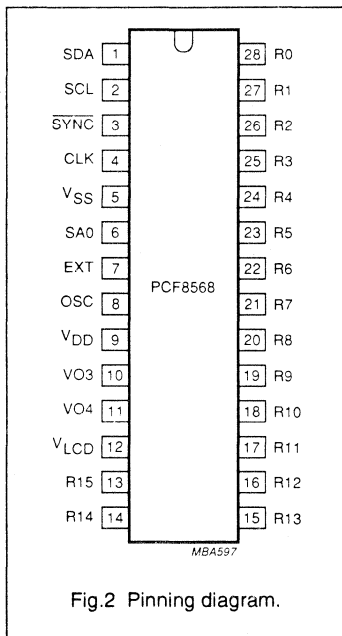 SDA 1 28 R0
SCL 2 27 R1
SYNC 3 26 R2
CLK 4 25 R3
VSS 5 24 R4
SA0 6 23 R5
EXT 7 22 R6
PCF8568
OSC 8 21 R7
VDD 9 20 R8
VO3 10 19 R9
VO4 11 18 R10
VLCD 12 17 R11
R15 13 16 R12
R14 14 15 R13
MBA597
Fig.2 Pinning diagram.